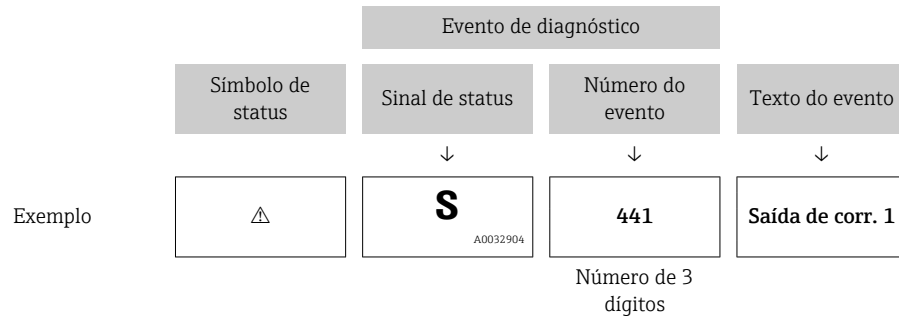 Evento de diagnóstico
Símbolo de
status
Sinal de status
Número do
evento
Texto do evento
↓ ↓ ↓
Exemplo
⚠
S
A0032904
441
Saída de corr. 1
Número de 3
dígitos